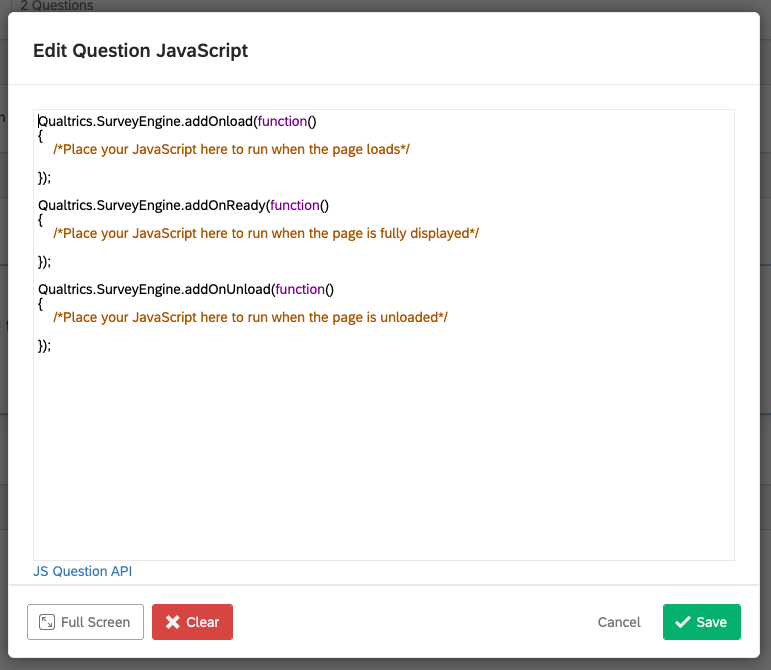 2 Questions
Edit Question JavaScript
Qualtrics.SurveyEngine.addOnload(function()
{
/*Place your JavaScript here to run when the page loads*/
});
Qualtrics.SurveyEngine.addOnReady(function()
{
/*Place your JavaScript here to run when the page is fully displayed*/
});
Qualtrics.SurveyEngine.addOnUnload(function()
{
/*Place your JavaScript here to run when the page is unloaded*/
});
JS Question API
Full Screen
Clear
Cancel
Save